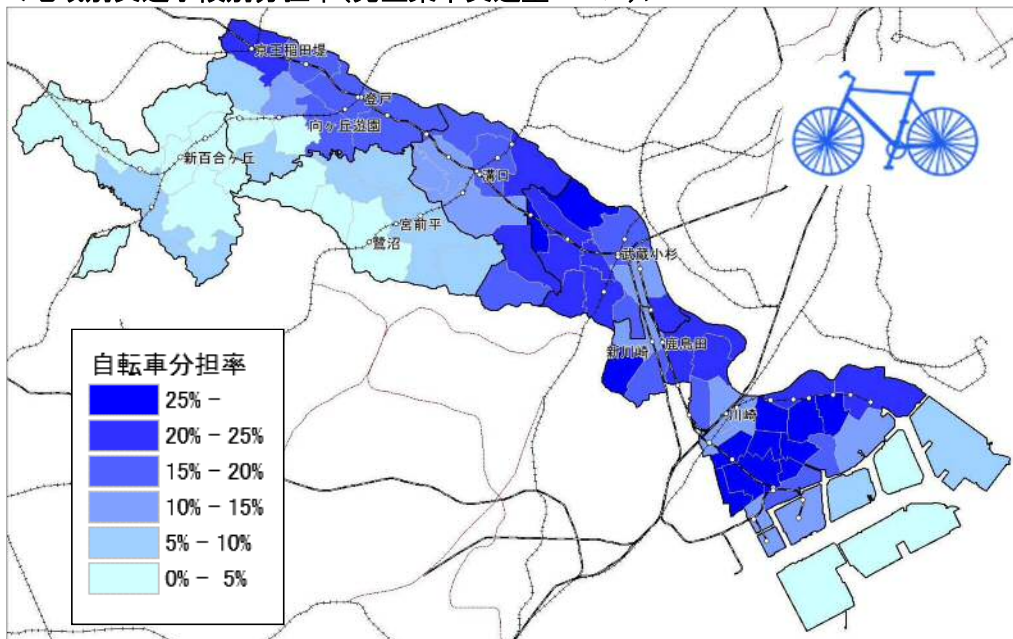 京王稲田堤
登戸
向ヶ丘遊園
新百合ヶ丘
溝口
宮前平
鷺沼
武蔵小杉
新川崎
鹿島田
川崎
自転車分担率
25% -
20% - 25%
15% - 20%
10% - 15%
5% - 10%
0% - 5%